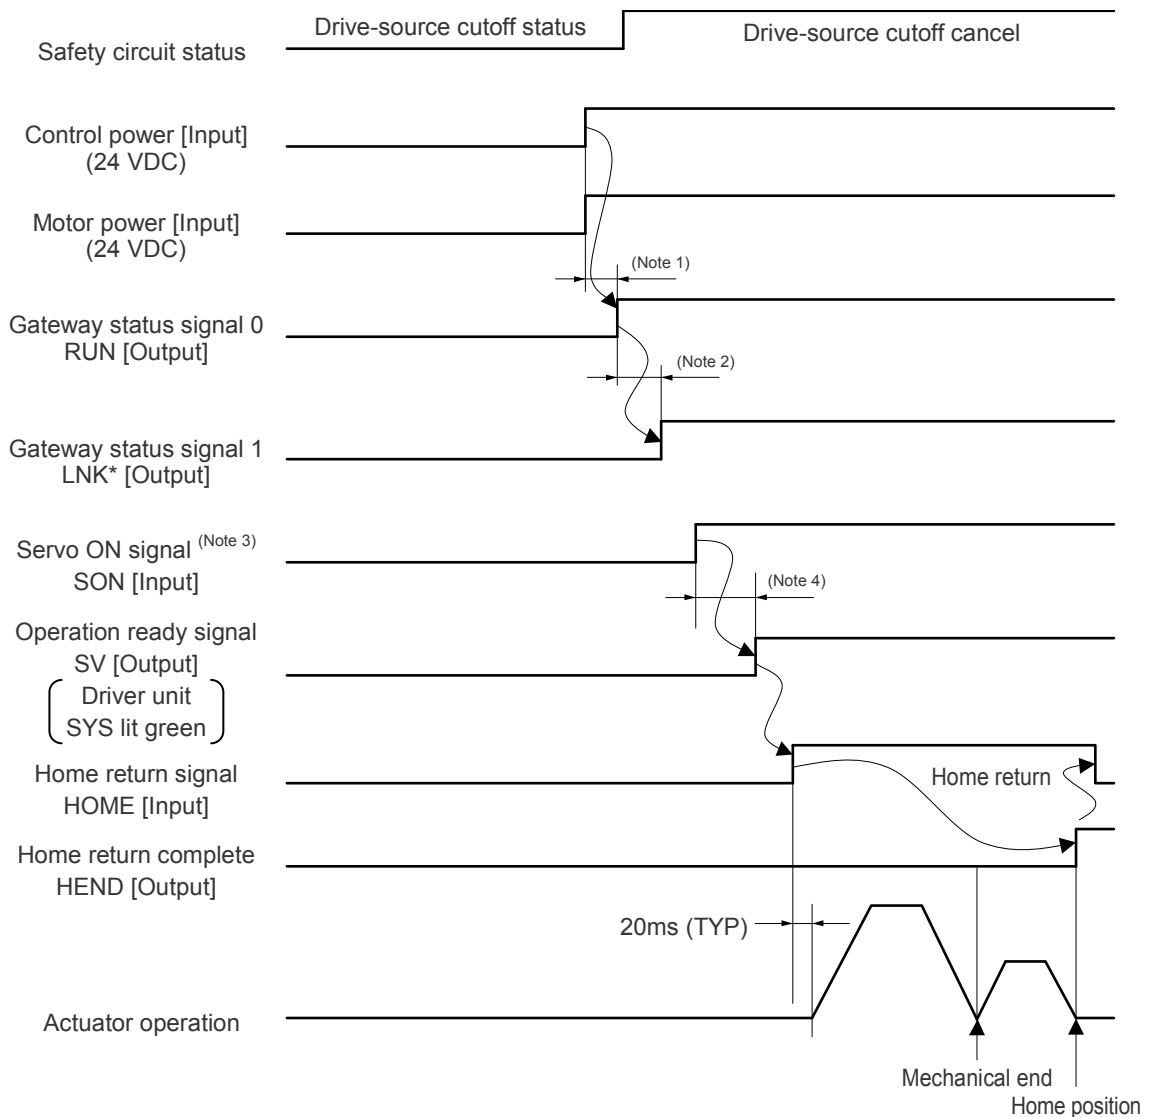 Drive-source cutoff status
Drive-source cutoff cancel
Safety circuit status
Control power [Input]
(24 VDC)
Motor power [Input]
(24 VDC)
(Note 1)
Gateway status signal 0
RUN [Output]
(Note 2)
Gateway status signal 1
LNK* [Output]
Servo ON signal (Note 3)
SON [Input]
(Note 4)
Operation ready signal
SV [Output]
Driver unit
SYS lit green
Home return signal
HOME [Input]
Home return
Home return complete
HEND [Output]
20ms (TYP)
Actuator operation
Mechanical end
Home position